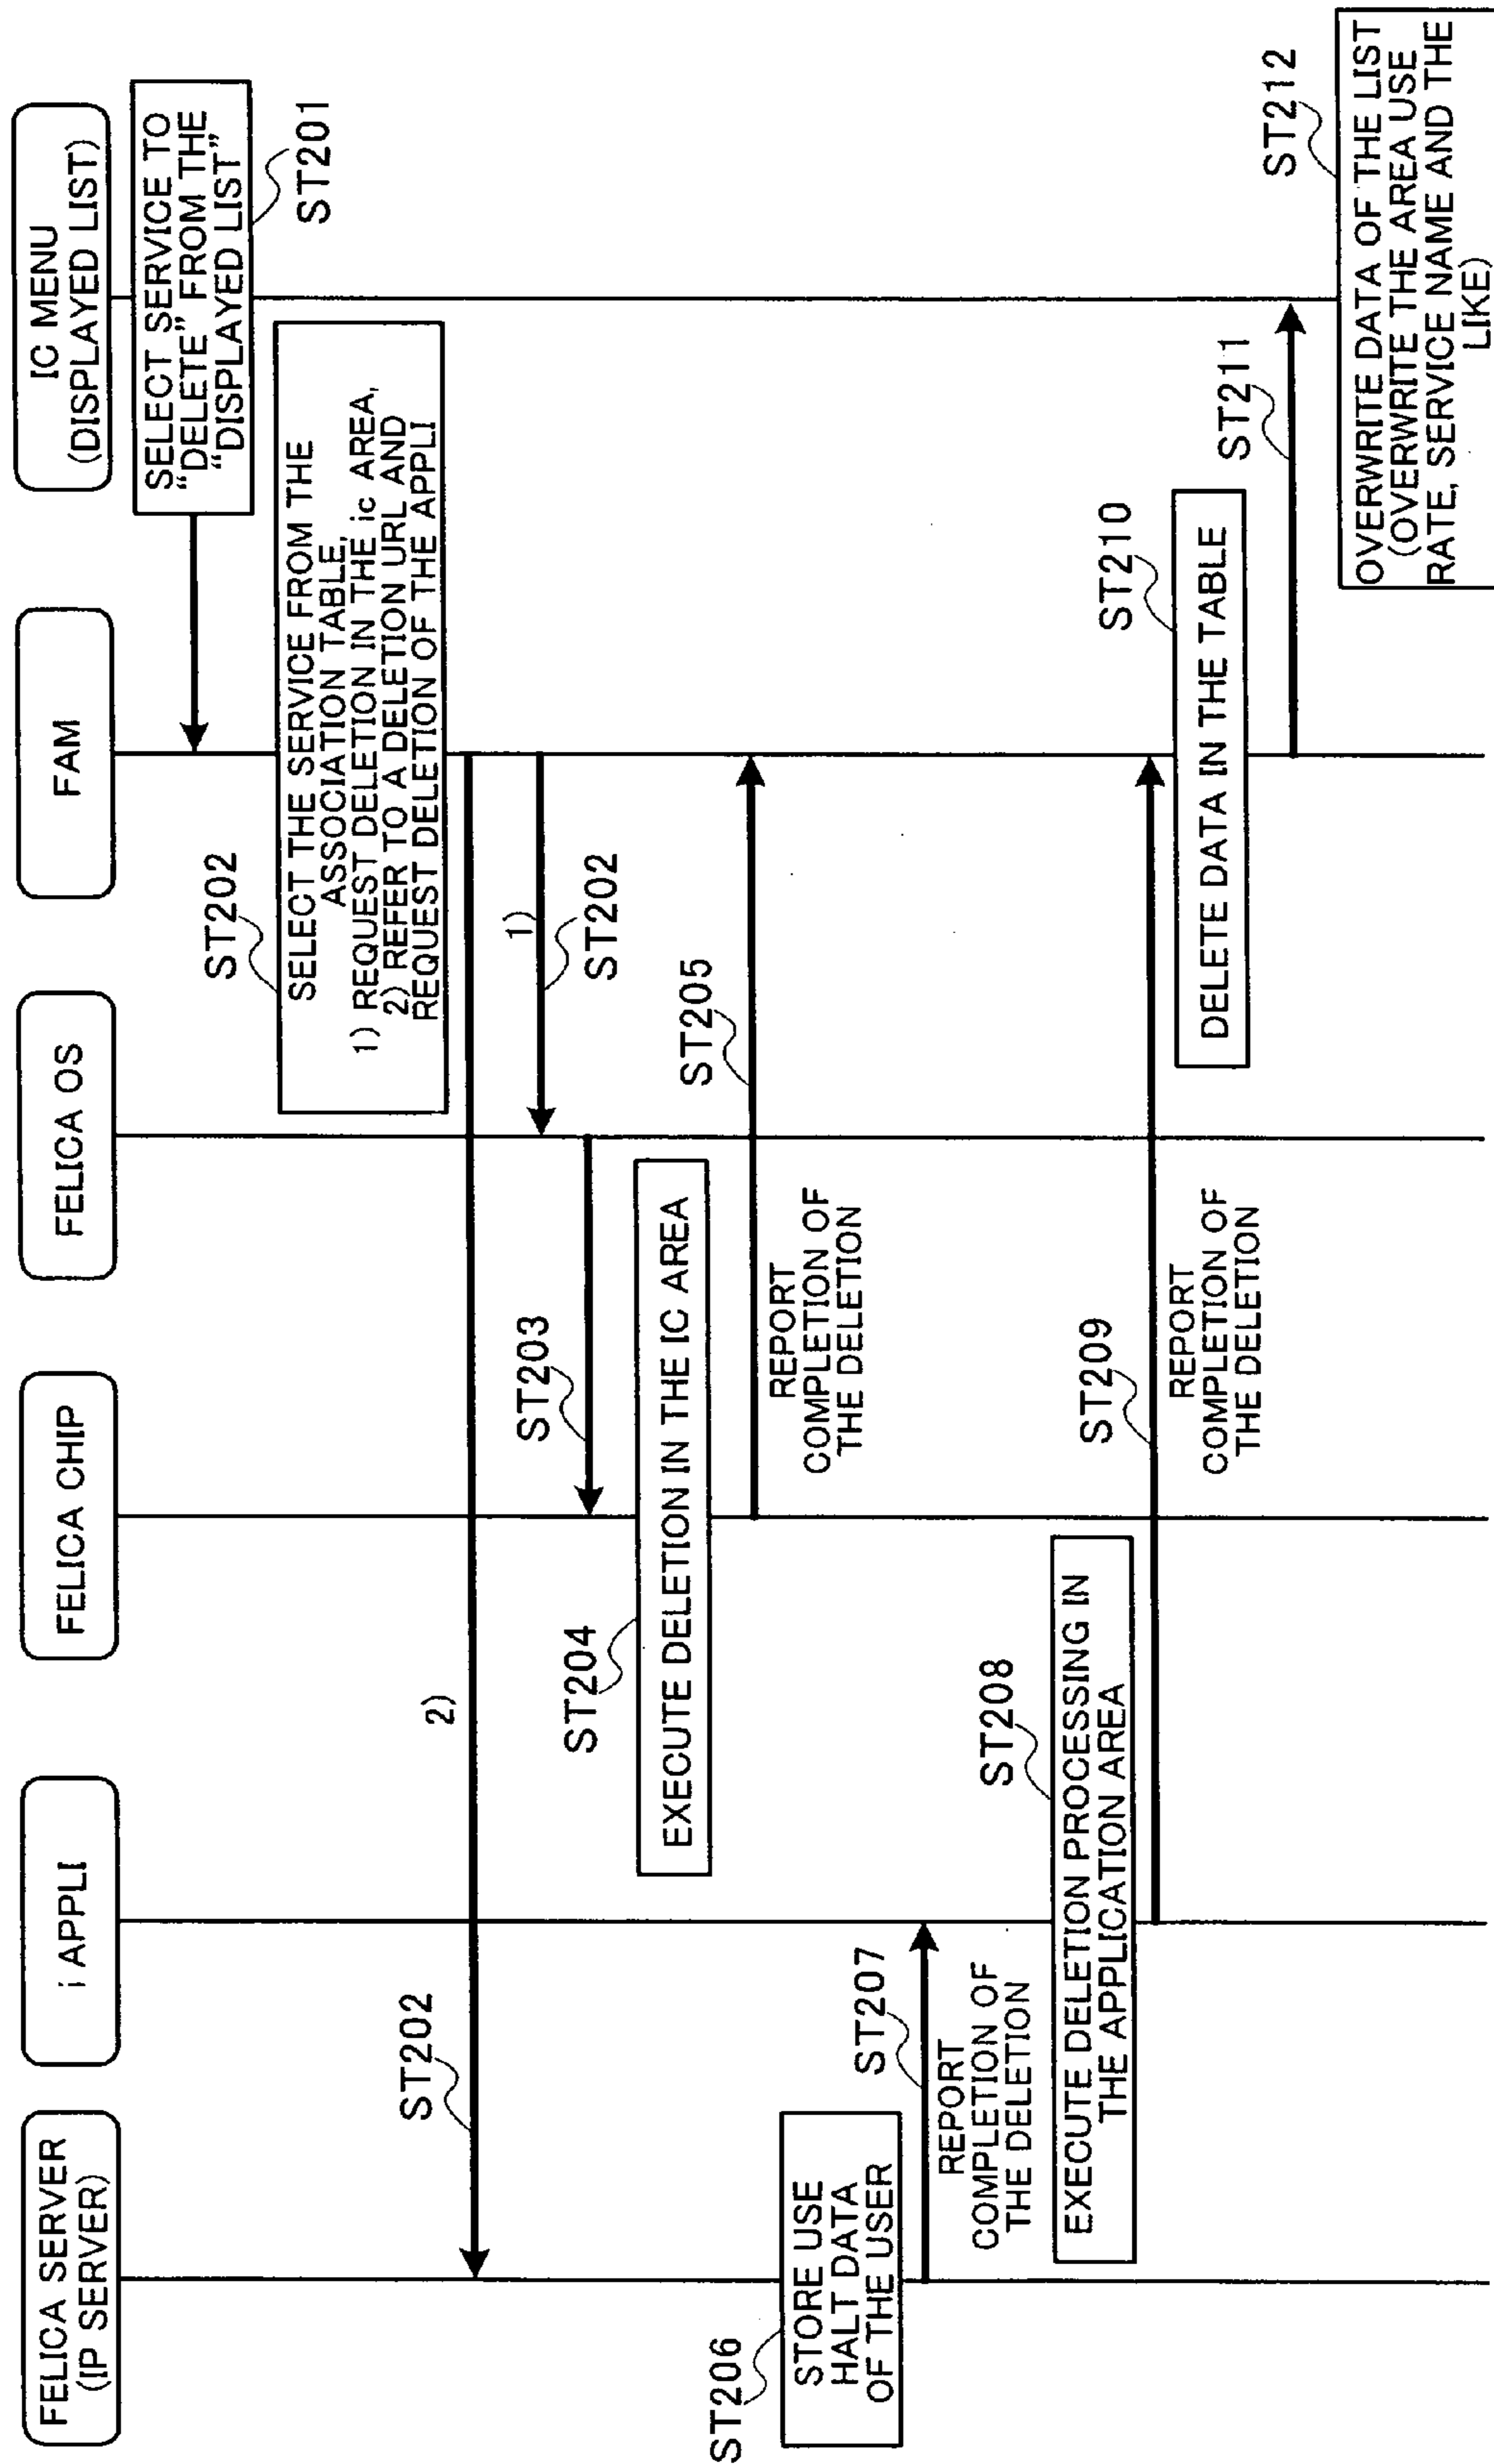 FELICA SERVER
(IP SERVER)
i APPLI
FELICA CHIP
FELICA OS
FAM
IC MENU
(DISPLAYED LIST)
SELECT SERVICE TO
“DELETE” FROM THE
“DISPLAYED LIST”
ST201
ST202
SELECT THE SERVICE FROM THE
ASSOCIATION TABLE,
1) REQUEST DELETION IN THE ic AREA,
2) REFER TO A DELETION URL AND
REQUEST DELETION OF THE APPLI
ST202
2)
1)
ST202
ST203
ST204
EXECUTE DELETION IN THE IC AREA
ST205
REPORT
COMPLETION OF
THE DELETION
ST206
STORE USE
HALT DATA
OF THE USER
ST207
REPORT
COMPLETION OF
THE DELETION
ST208
EXECUTE DELETION PROCESSING IN
THE APPLICATION AREA
ST209
REPORT
COMPLETION OF
THE DELETION
ST210
DELETE DATA IN THE TABLE
ST211
ST212
OVERWRITE DATA OF THE LIST
(OVERWRITE THE AREA USE
RATE, SERVICE NAME AND THE
LIKE)